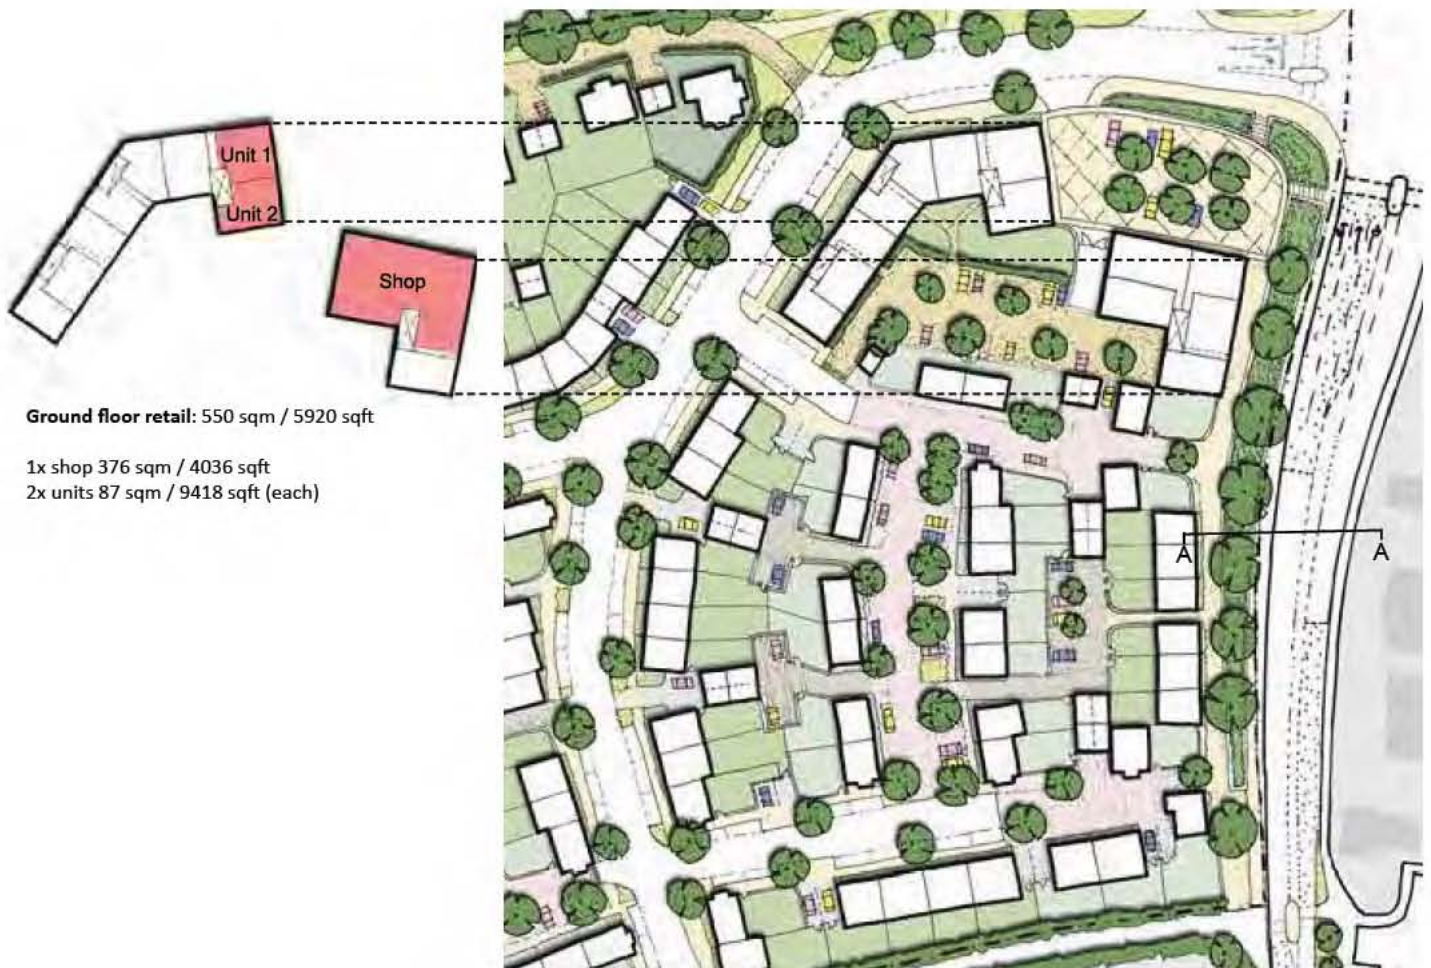 Unit 1
Unit 2
Shop
Ground floor retail: 550 sqm / 5920 sqft
1x shop 376 sqm / 4036 sqft
2x units 87 sqm / 9418 sqft (each)
A A